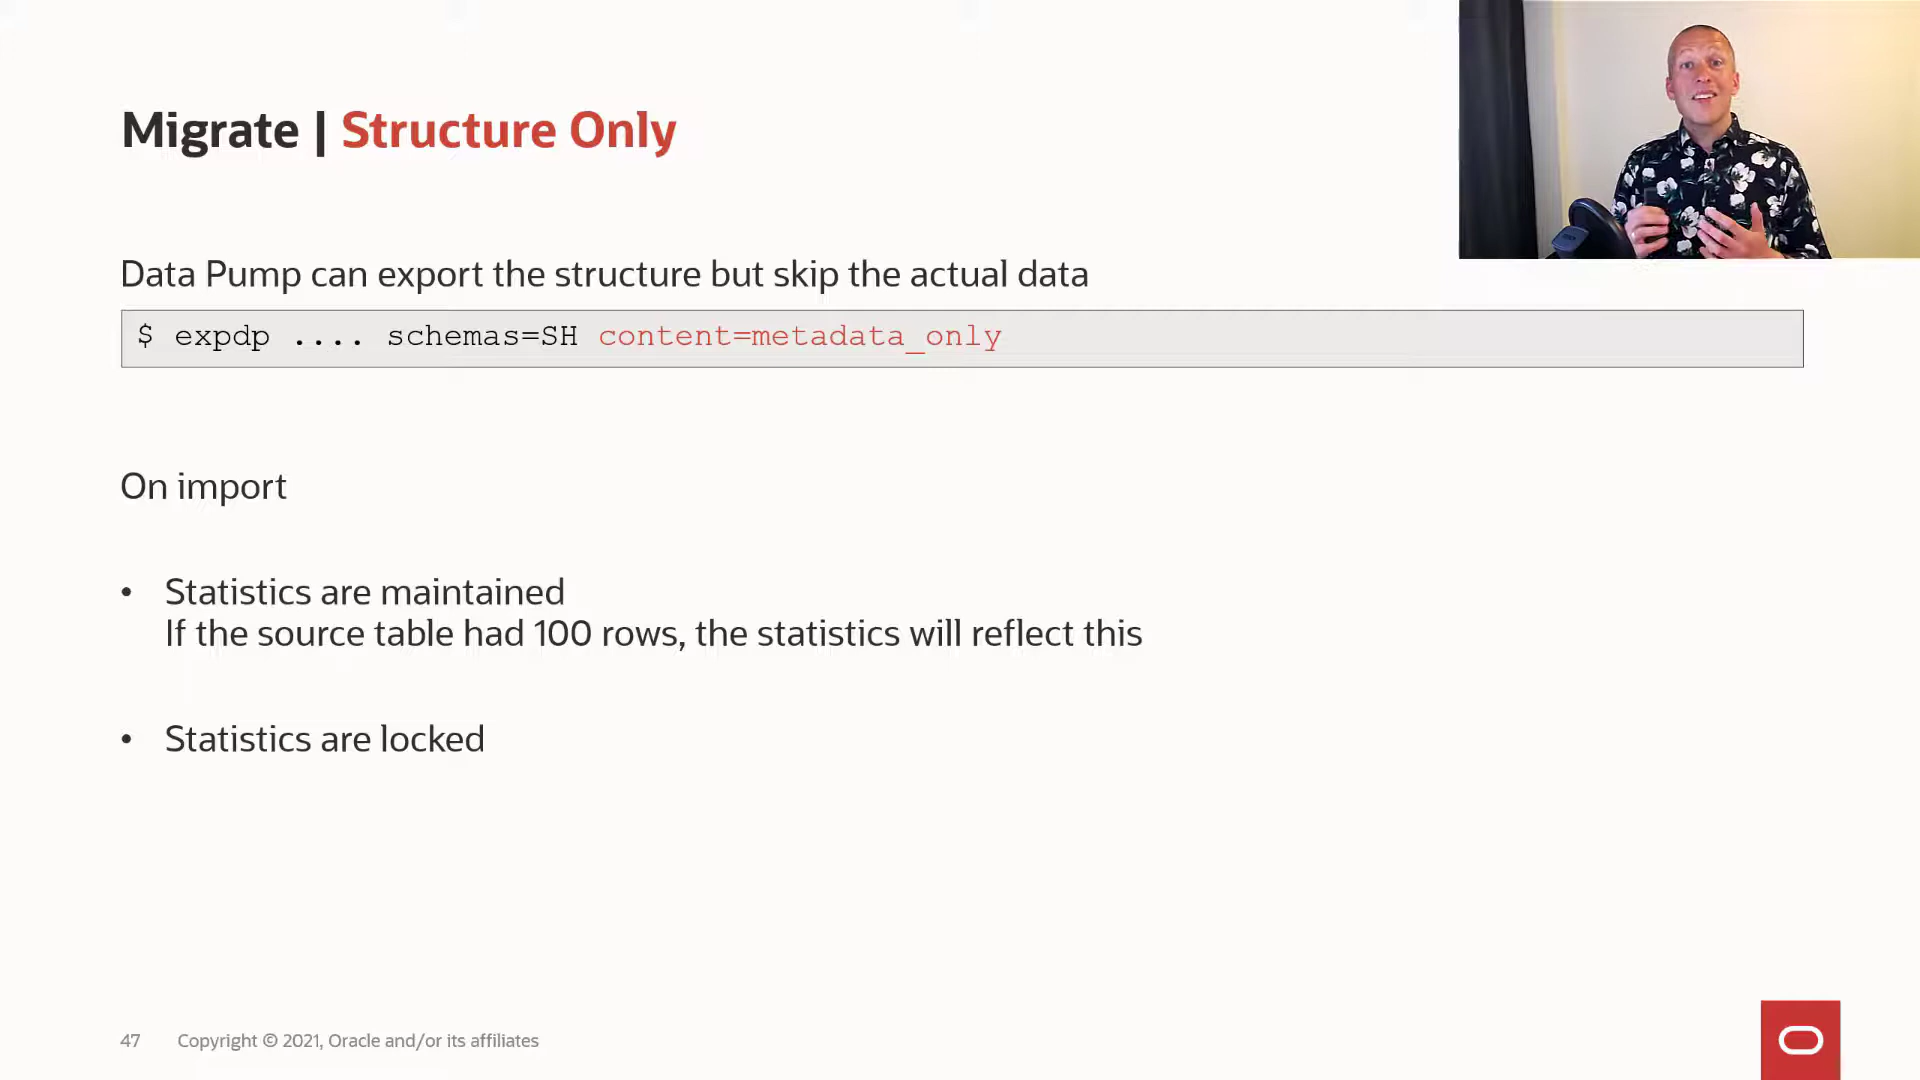 Migrate | Structure Only
Data Pump can export the structure but skip the actual data
$ expdp .... schemas=SH content=metadata_only
On import
• Statistics are maintained
If the source table had 100 rows, the statistics will reflect this
• Statistics are locked
47 Copyright © 2021, Oracle and/or its affiliates